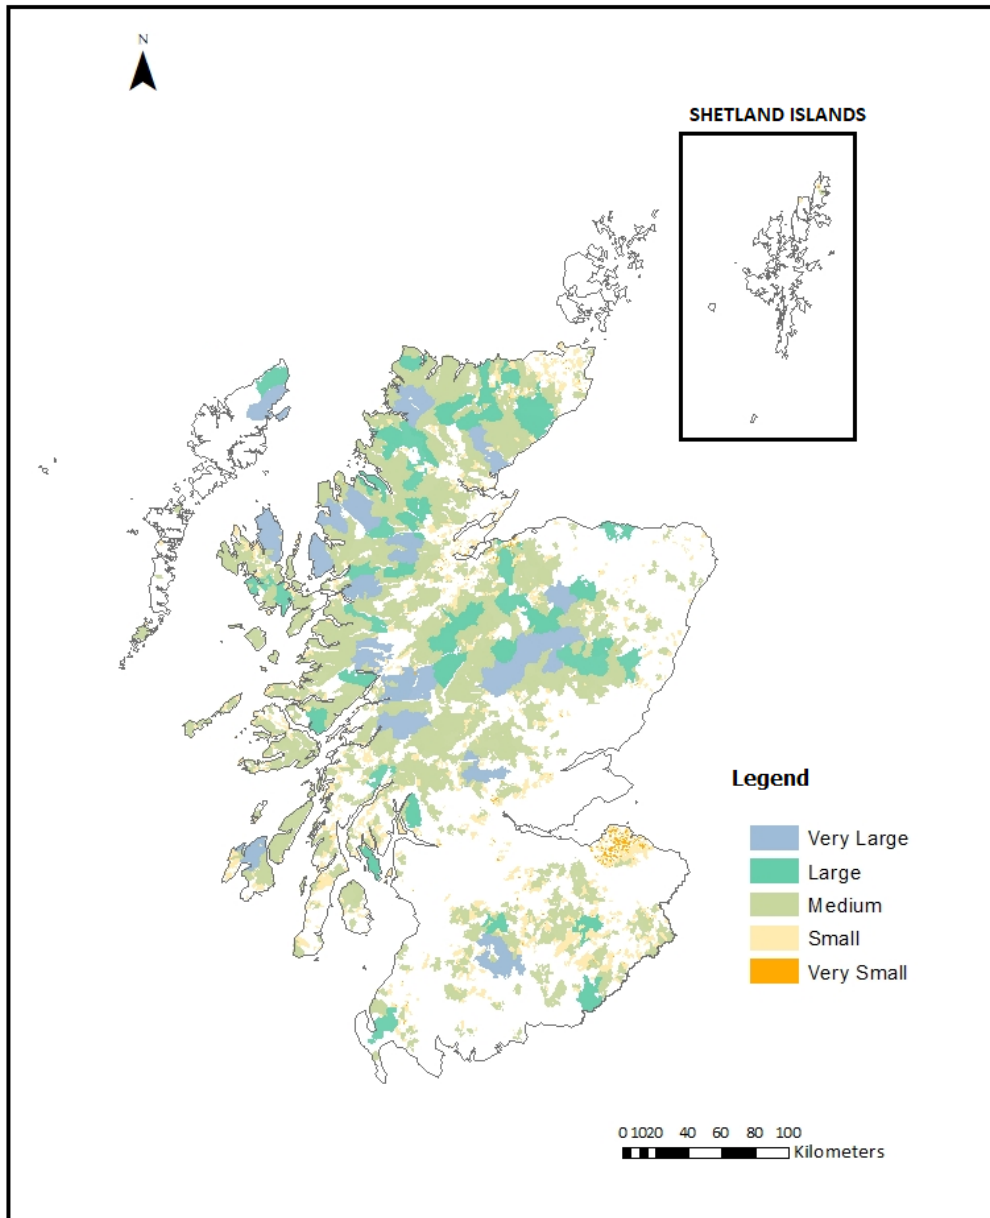 N
SHETLAND ISLANDS
Legend
Very Large
Large
Medium
Small
Very Small
0 1020 40 60 80 100
Kilometers